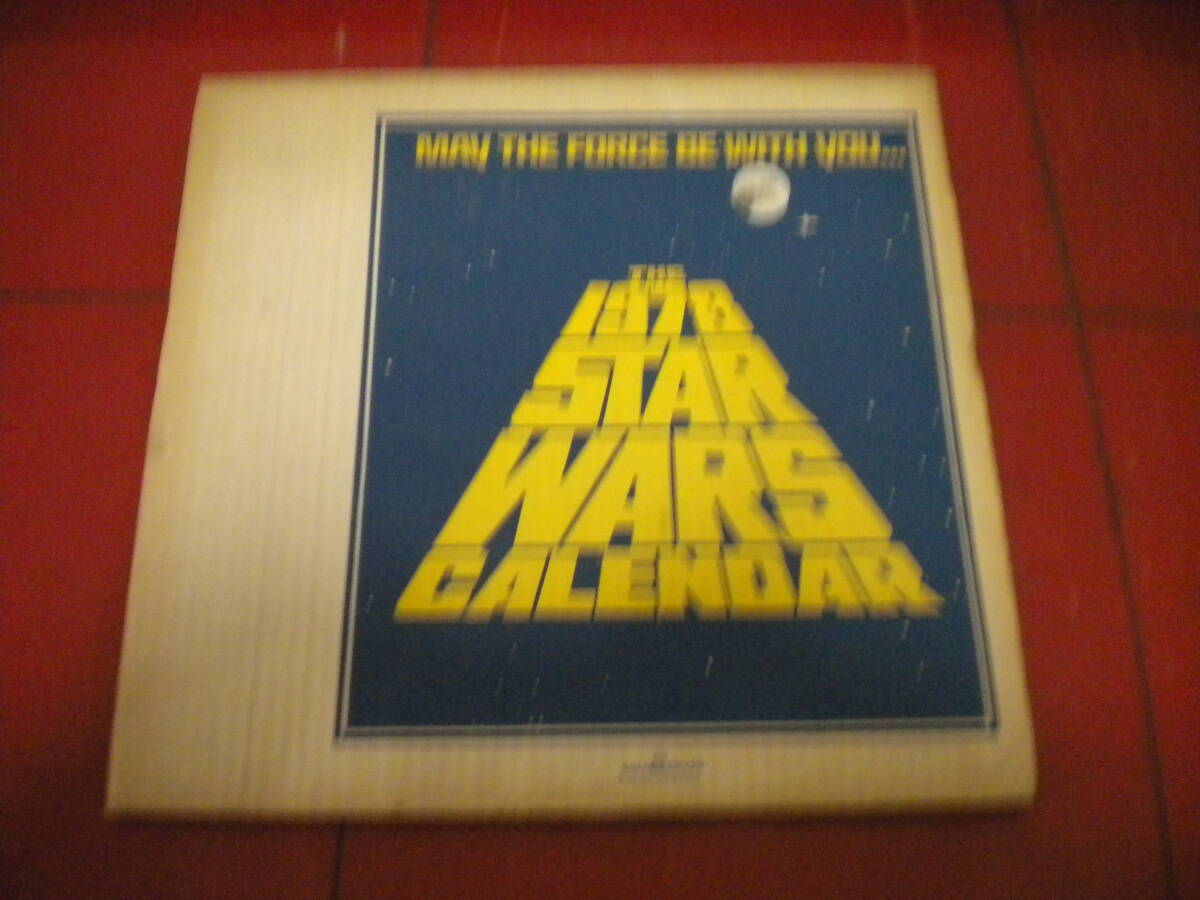 MAY THE FORCE BE WITH YOU...
THE
1978
STAR
WARS
CALENDAR